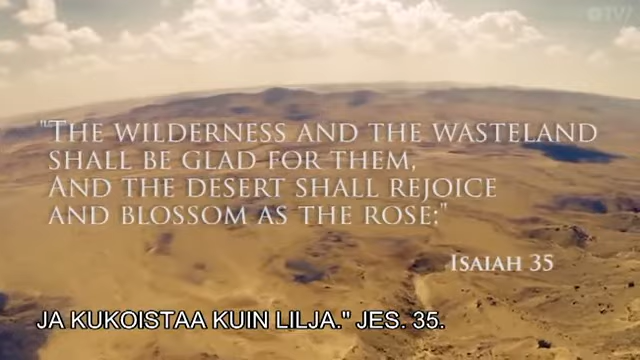 "The wilderness and the wasteland
shall be glad for them,
And the desert shall rejoice
and blossom as the rose;"
Isaiah 35
JA KUKOISTAA KUIN LILJA." JES. 35.